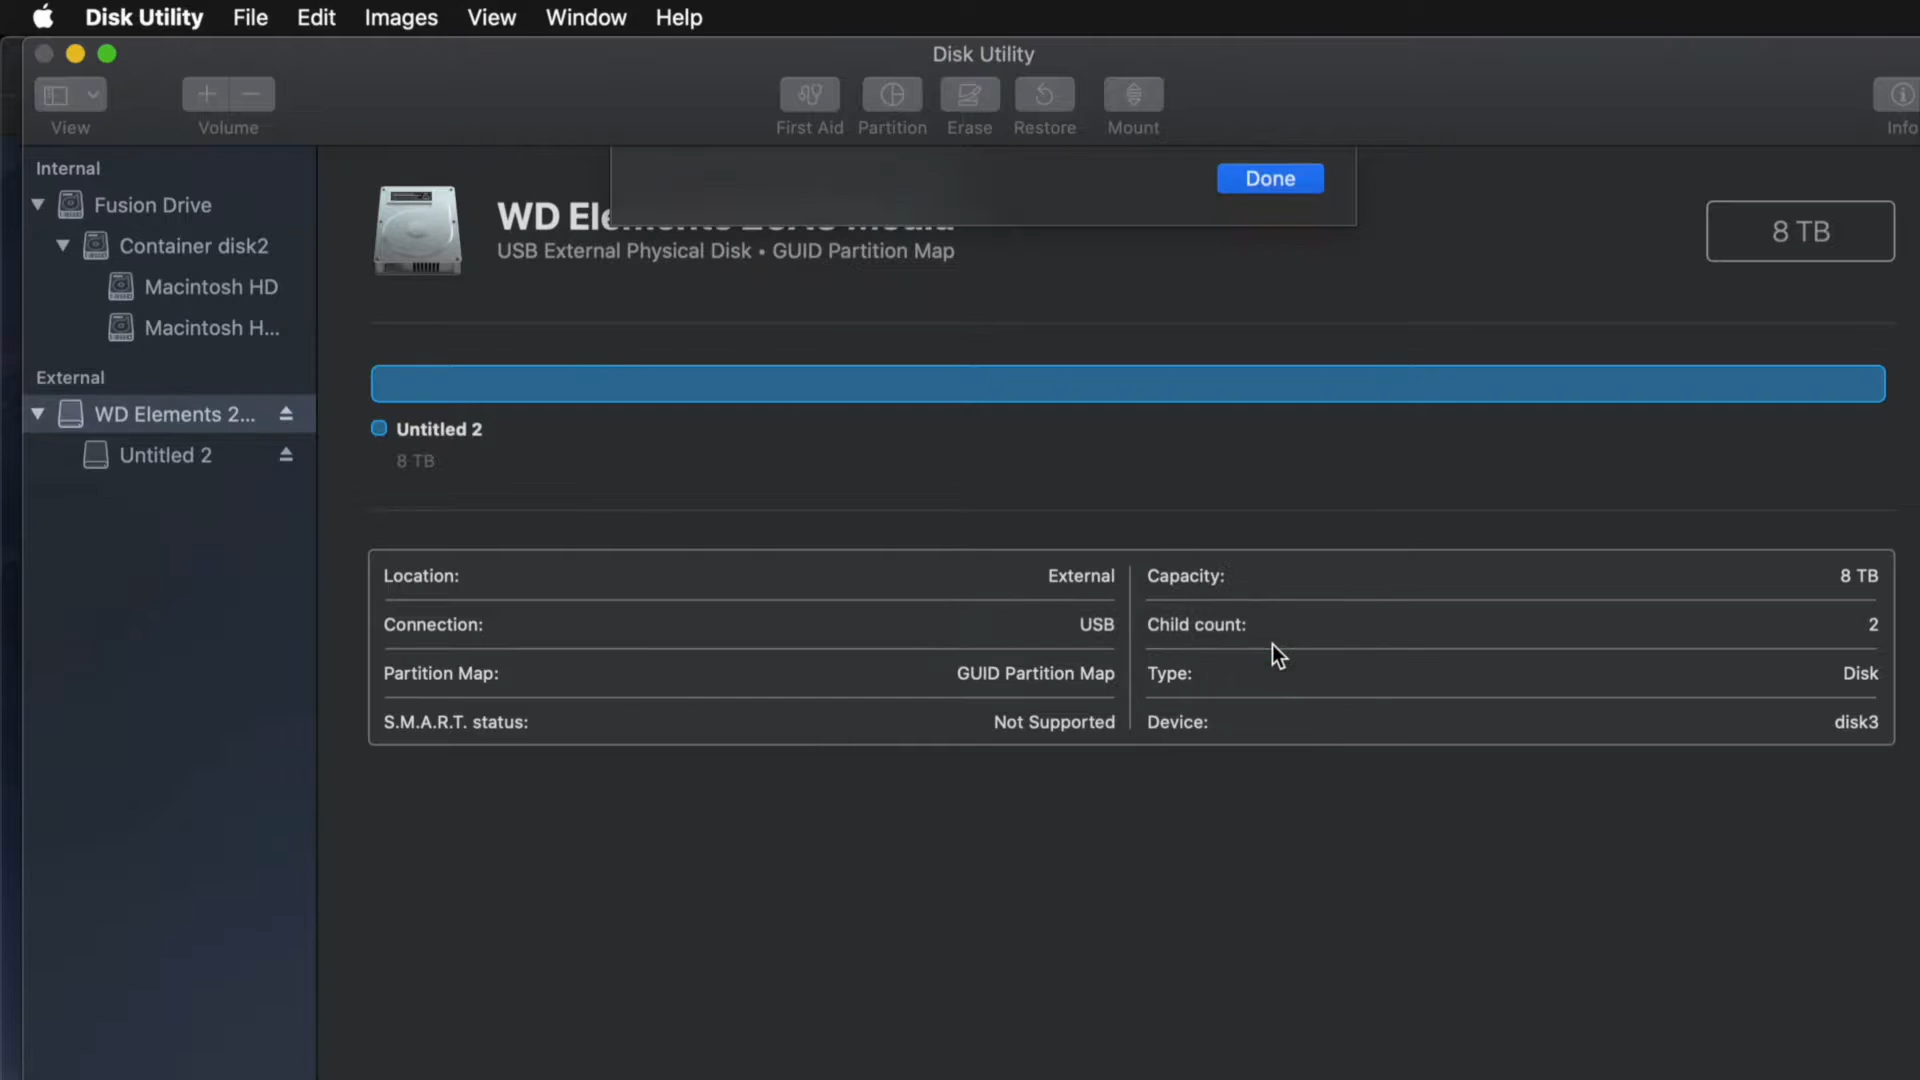 Disk Utility File Edit Images View Window Help
Disk Utility
View Volume First Aid Partition Erase Restore Mount Info
Internal
Fusion Drive
Container disk2
Macintosh HD
Macintosh H...
External
WD Elements 2...
Untitled 2
Done
WD
USB External Physical Disk • GUID Partition Map
8 TB
Untitled 2
8 TB
Location: External
Connection: USB
Partition Map: GUID Partition Map
S.M.A.R.T. status: Not Supported
Capacity: 8 TB
Child count: 2
Type: Disk
Device: disk3